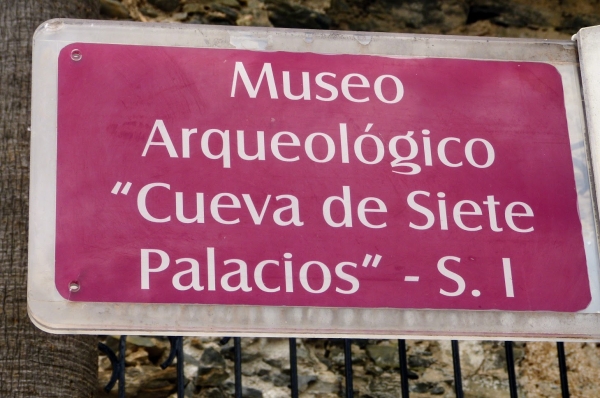 Museo
Arqueológico
"Cueva de Siete
Palacios" - S. I